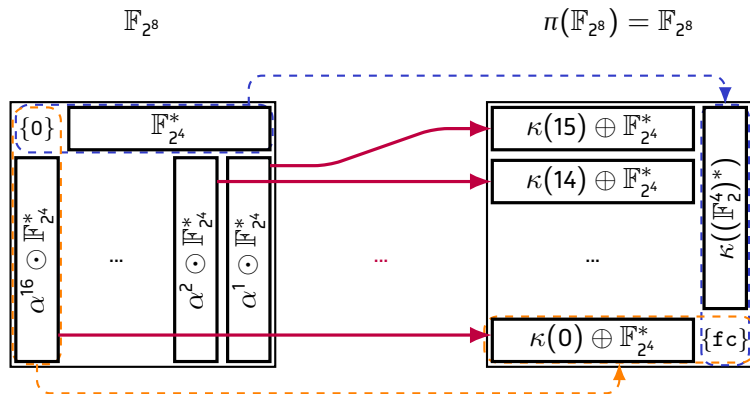 𝔽_{2^8}    π(𝔽_{2^8}) = 𝔽_{2^8}
{0}    𝔽*_{2^4}
α^{16} ⊙ 𝔽*_{2^4}    ...    α^2 ⊙ 𝔽*_{2^4}    α^1 ⊙ 𝔽*_{2^4}
...
κ(15) ⊕ 𝔽*_{2^4}
κ(14) ⊕ 𝔽*_{2^4}
...
κ(0) ⊕ 𝔽*_{2^4}
κ((𝔽_2^4)*)
{fc}